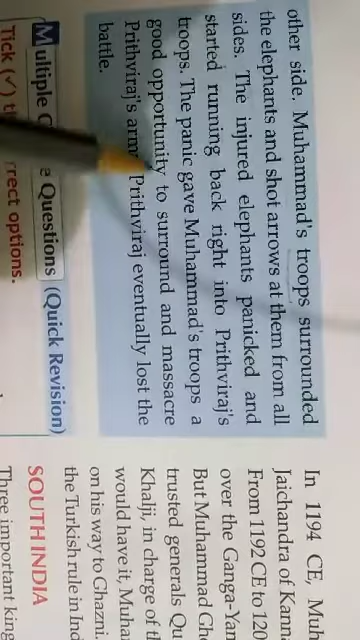 other side. Muhammad's troops surrounded
the elephants and shot arrows at them from all
sides. The injured elephants panicked and
started running back right into Prithviraj's
troops. The panic gave Muhammad's troops a
good opportunity to surround and massacre
Prithviraj's Prithviraj eventually lost the
battle.
Multiple Questions (Quick Revision)
Tick (✓) rrect options.
In 1194 CE, Muh
Jaichandra of Kann
From 1192 CE to 120
over the Ganga-Ya
But Muhammad Gh
trusted generals Qu
Khalji, in charge of th
would have it, Muha
on his way to Ghazni.
the Turkish rule in Ind
SOUTH INDIA
Three important king